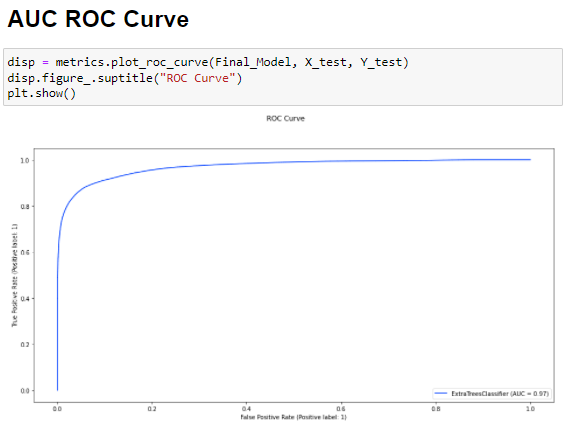 AUC ROC Curve
disp = metrics.plot_roc_curve(Final_Model, X_test, Y_test)
disp.figure_.suptitle("ROC Curve")
plt.show()
ROC Curve
1.0
0.8
0.6
0.4
0.2
0.0
True Positive Rate (Positive label: 1)
ExtraTreesClassifier (AUC = 0.97)
0.0 0.2 0.4 0.6 0.8 1.0
False Positive Rate (Positive label: 1)